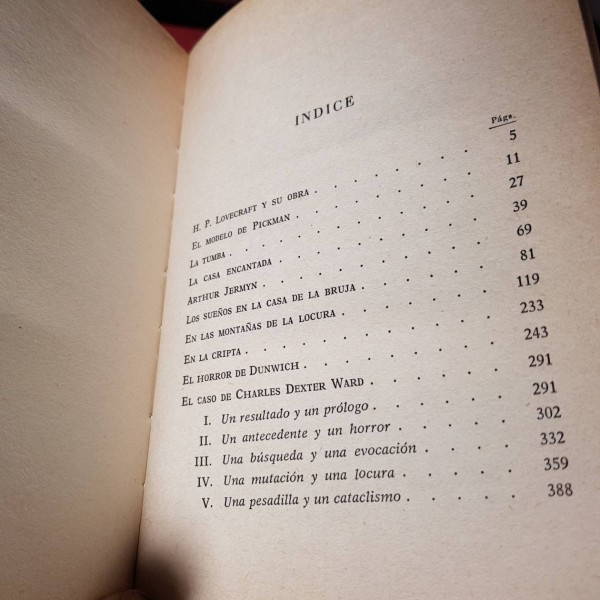 INDICE
Págs.
H. P. LOVECRAFT Y SU OBRA . . . . . . . 5
EL MODELO DE PICKMAN . . . . . . . 11
LA TUMBA . . . . . . . . . 27
LA CASA ENCANTADA . . . . . . . . 39
ARTHUR JERMYN . . . . . . . . 69
LOS SUEÑOS EN LA CASA DE LA BRUJA . . . . . 81
EN LAS MONTAÑAS DE LA LOCURA . . . . . . 119
EN LA CRIPTA . . . . . . . . . 233
EL HORROR DE DUNWICH . . . . . . . 243
EL CASO DE CHARLES DEXTER WARD . . . . . 291
I. Un resultado y un prólogo . . . . . 291
II. Un antecedente y un horror . . . . 302
III. Una búsqueda y una evocación . . . . 332
IV. Una mutación y una locura . . . . 359
V. Una pesadilla y un cataclismo . . . . 388